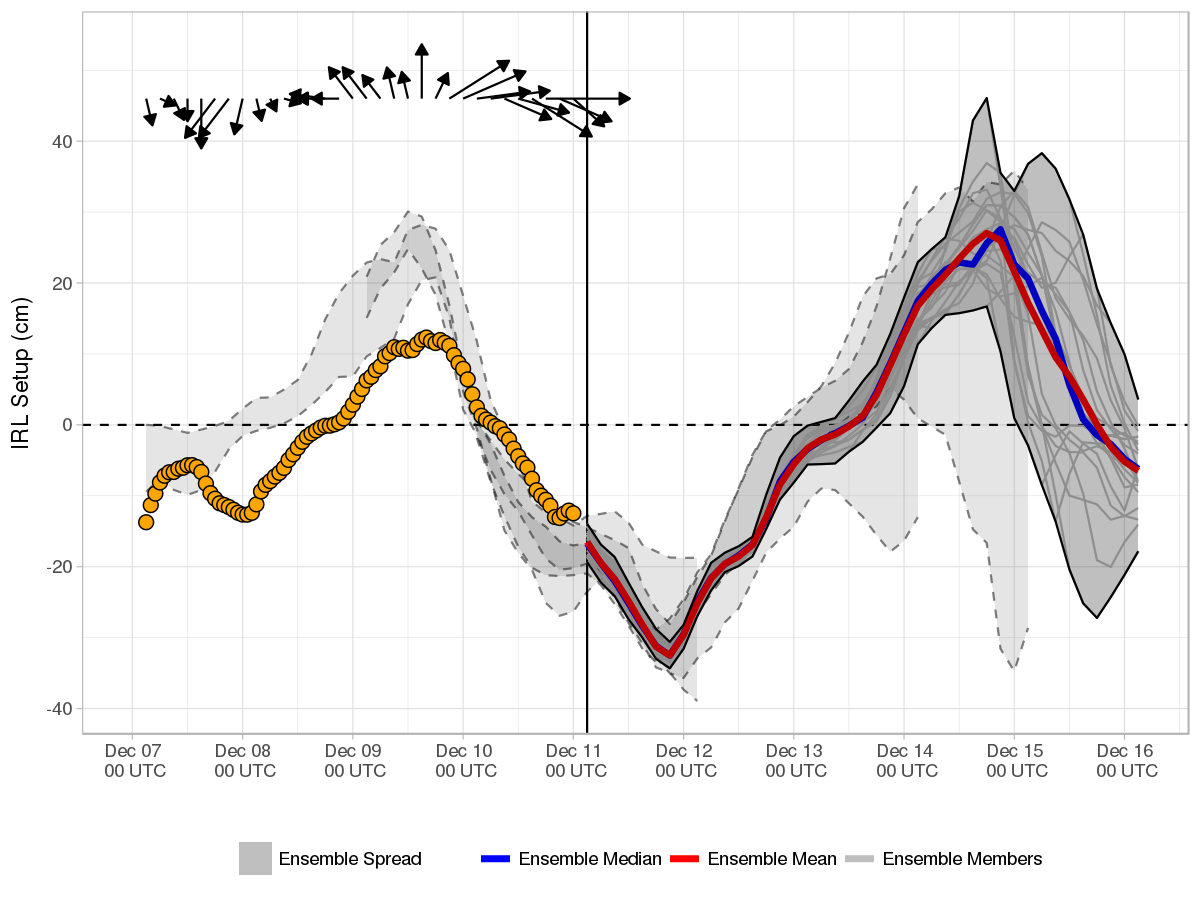 IRL Setup (cm)
40
20
0
-20
-40
Dec 07 Dec 08 Dec 09 Dec 10 Dec 11 Dec 12 Dec 13 Dec 14 Dec 15 Dec 16
00 UTC 00 UTC 00 UTC 00 UTC 00 UTC 00 UTC 00 UTC 00 UTC 00 UTC 00 UTC
Ensemble Spread Ensemble Median Ensemble Mean Ensemble Members